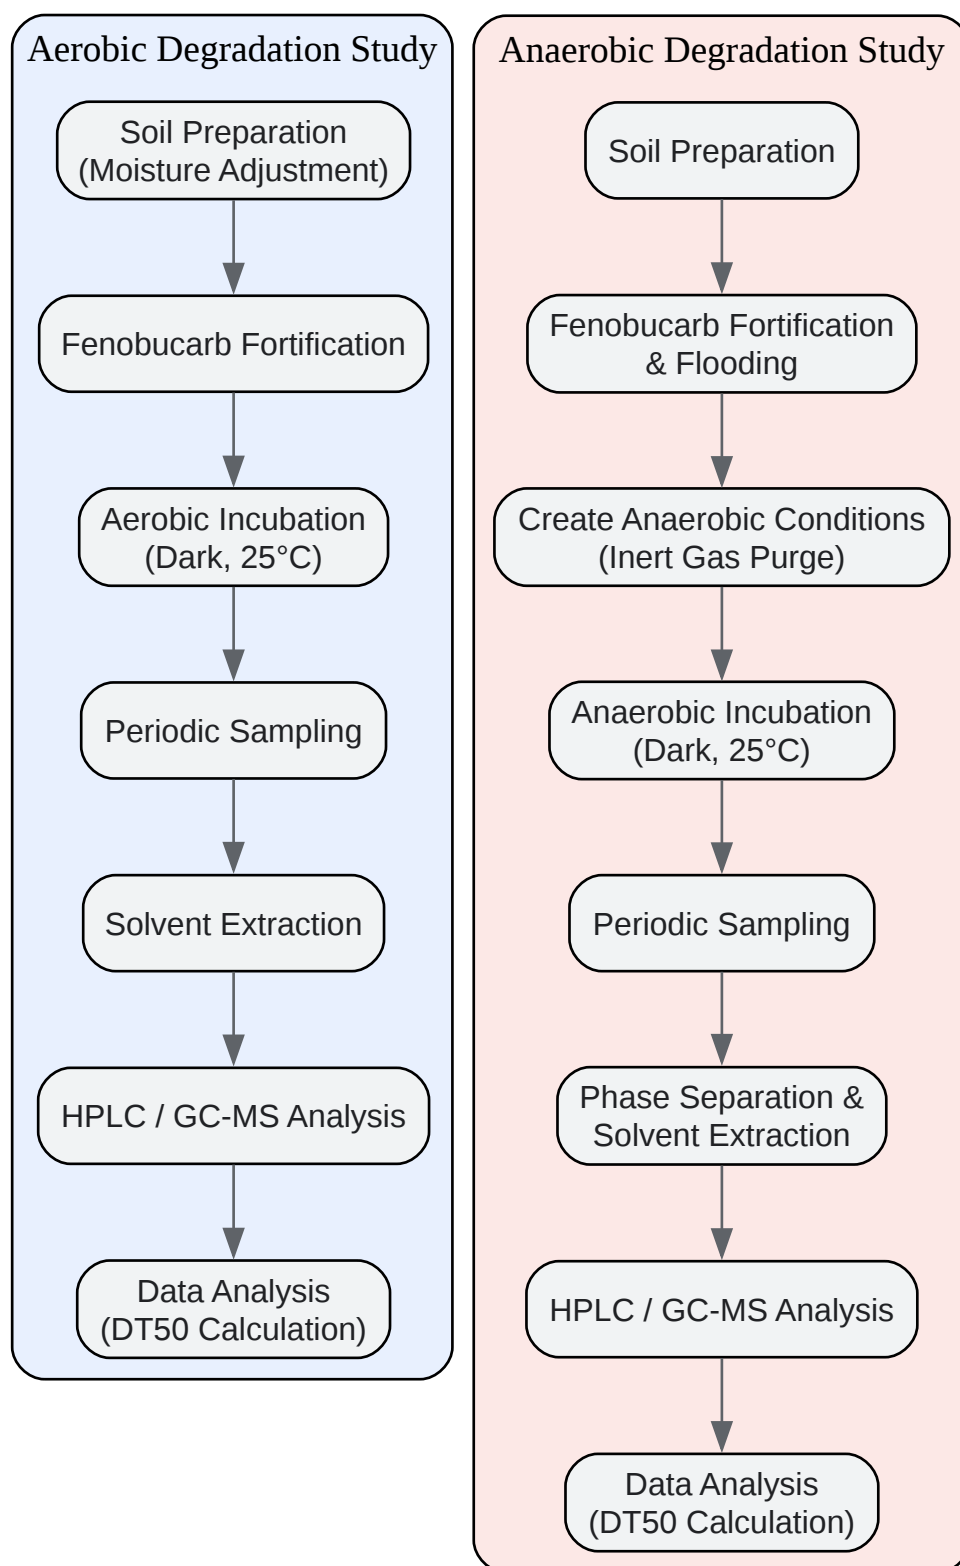 Aerobic Degradation Study
Soil Preparation
(Moisture Adjustment)
Fenobucarb Fortification
Aerobic Incubation
(Dark, 25°C)
Periodic Sampling
Solvent Extraction
HPLC / GC-MS Analysis
Data Analysis
(DT50 Calculation)
Anaerobic Degradation Study
Soil Preparation
Fenobucarb Fortification
& Flooding
Create Anaerobic Conditions
(Inert Gas Purge)
Anaerobic Incubation
(Dark, 25°C)
Periodic Sampling
Phase Separation &
Solvent Extraction
HPLC / GC-MS Analysis
Data Analysis
(DT50 Calculation)